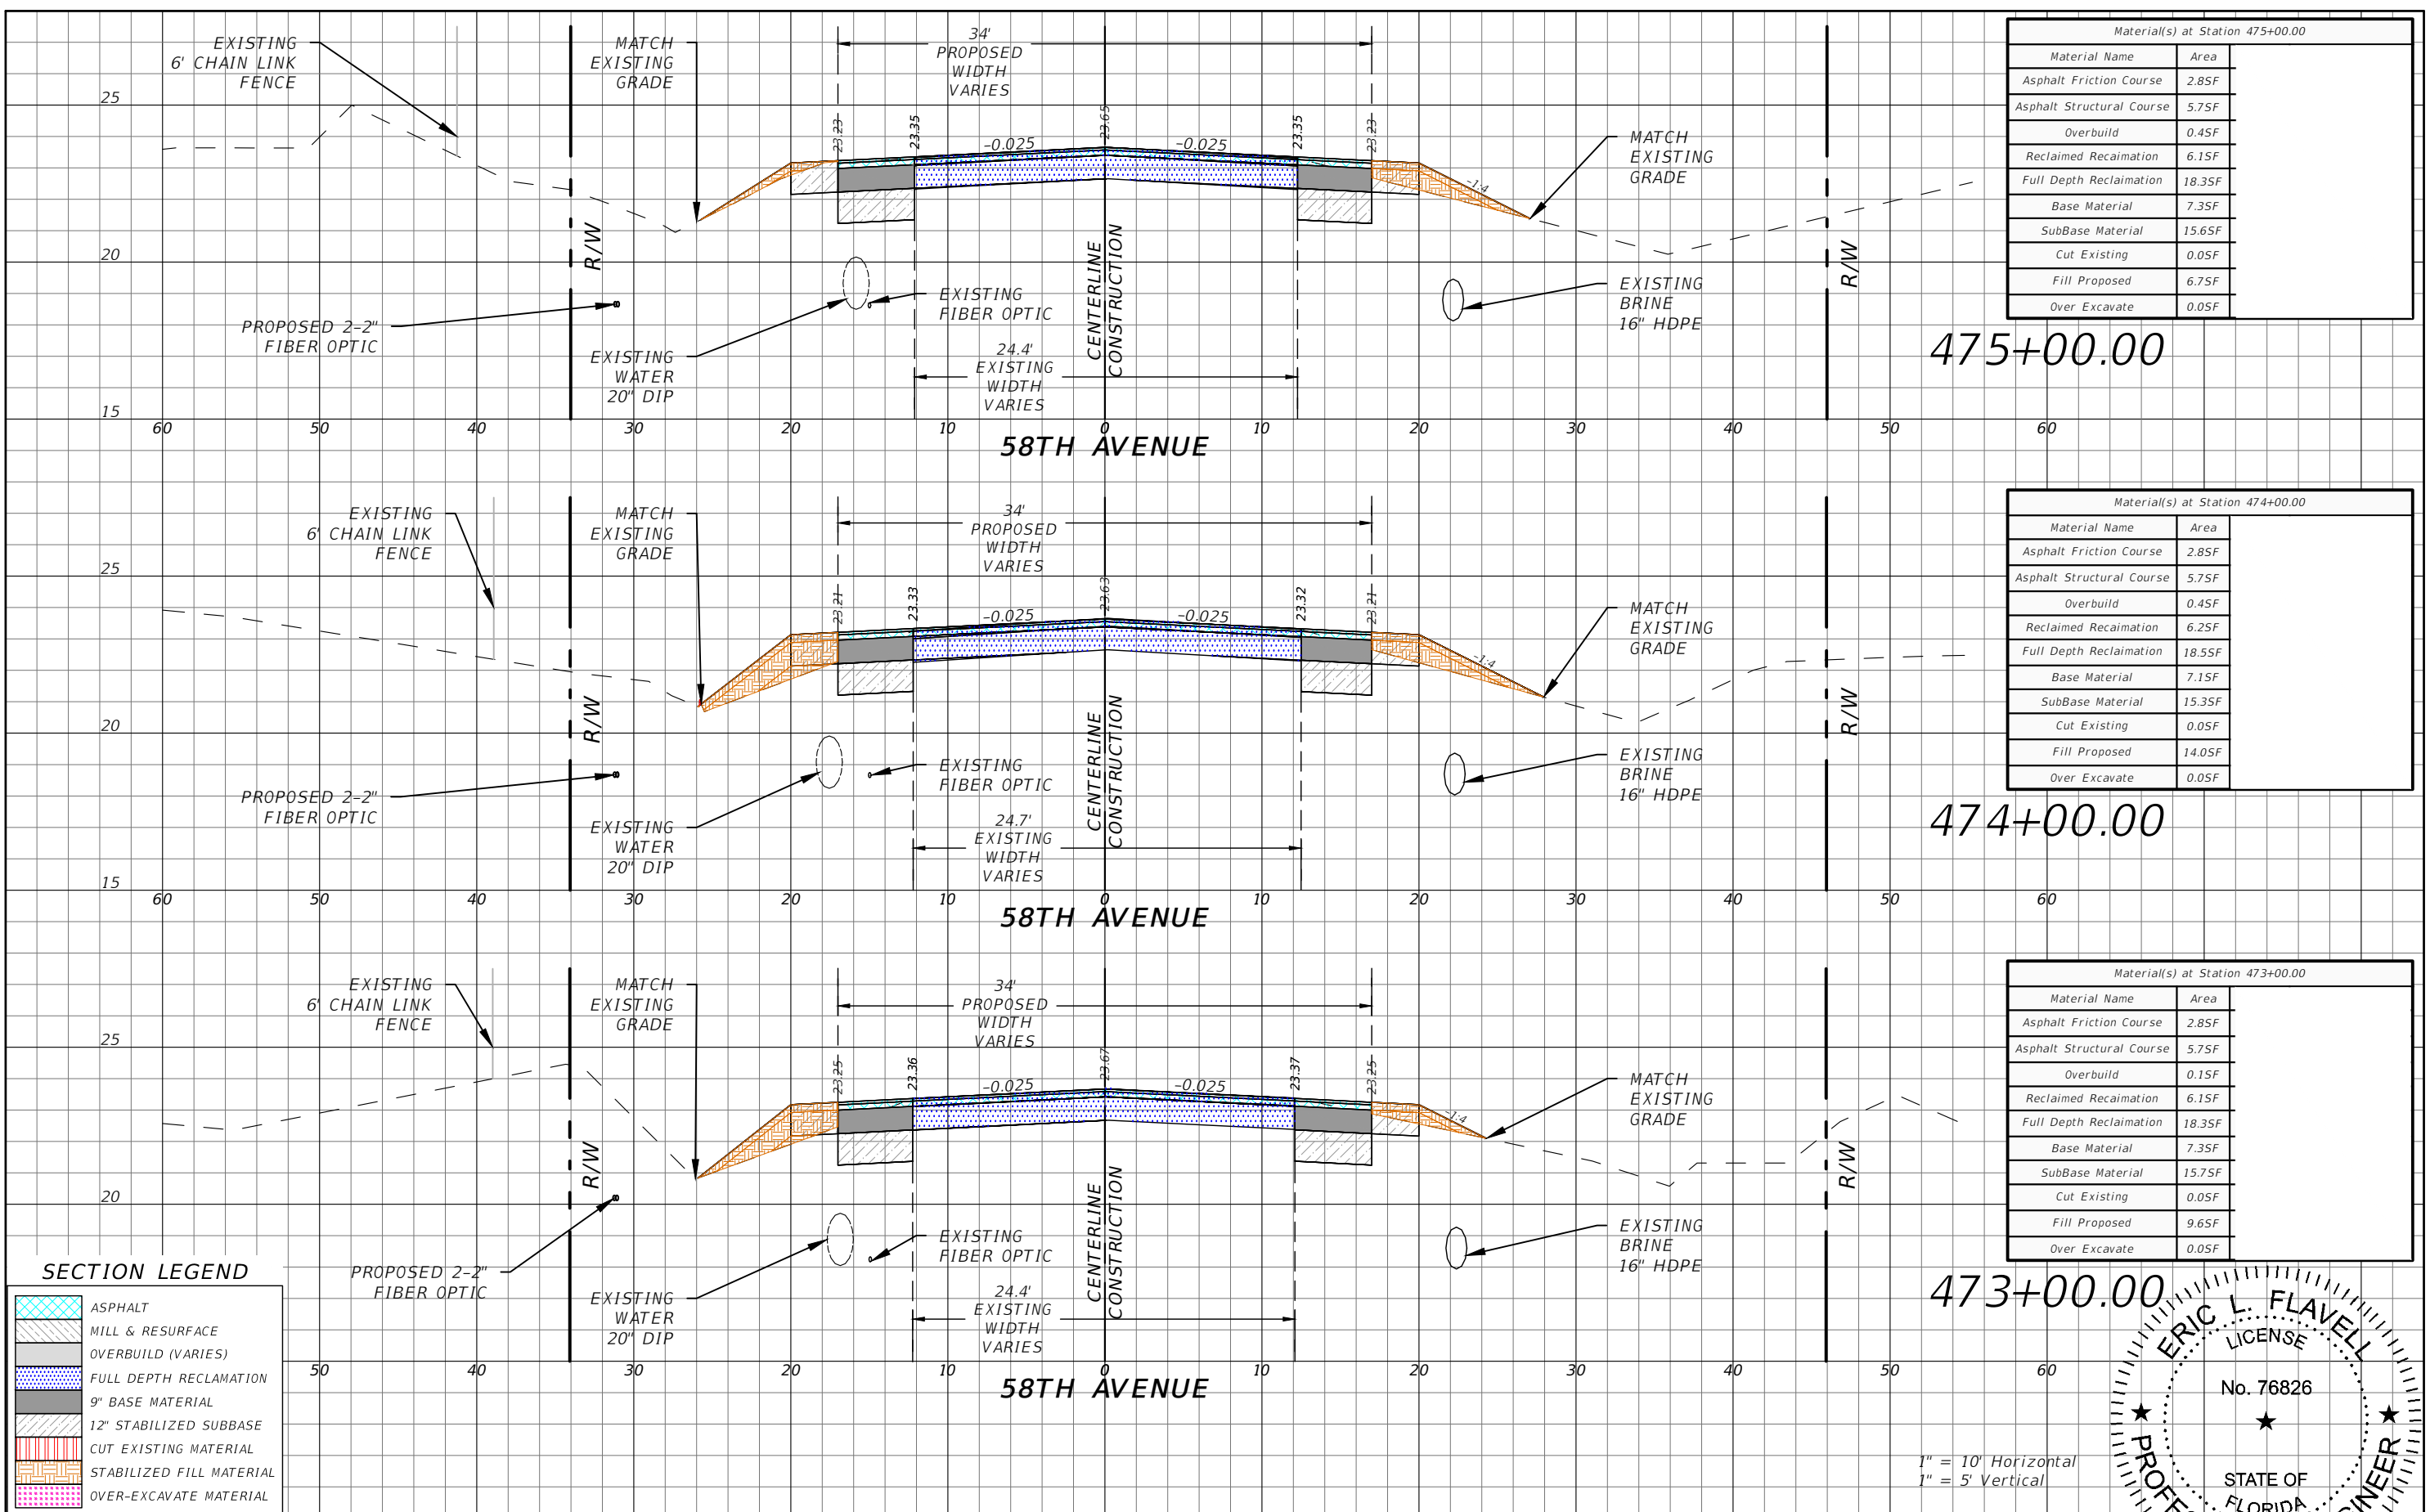 EXISTING
6' CHAIN LINK
FENCE
MATCH
EXISTING
GRADE
34'
PROPOSED
WIDTH
VARIES
23.23
23.35
-0.025
23.65
-0.025
23.35
23.23
MATCH
EXISTING
GRADE
-1:4
25
20
15
R/W
R/W
PROPOSED 2-2"
FIBER OPTIC
EXISTING
WATER
20" DIP
EXISTING
FIBER OPTIC
24.4'
EXISTING
WIDTH
VARIES
CENTERLINE
CONSTRUCTION
EXISTING
BRINE
16" HDPE
60 50 40 30 20 10 0 10 20 30 40 50 60
58TH AVENUE
Material(s) at Station 475+00.00
Material Name Area
Asphalt Friction Course 2.8SF
Asphalt Structural Course 5.7SF
Overbuild 0.4SF
Reclaimed Recaimation 6.1SF
Full Depth Reclaimation 18.3SF
Base Material 7.3SF
SubBase Material 15.6SF
Cut Existing 0.0SF
Fill Proposed 6.7SF
Over Excavate 0.0SF
475+00.00
EXISTING
6' CHAIN LINK
FENCE
MATCH
EXISTING
GRADE
34'
PROPOSED
WIDTH
VARIES
23.21
23.33
-0.025
23.63
-0.025
23.32
23.21
MATCH
EXISTING
GRADE
-1:4
25
20
15
R/W
R/W
PROPOSED 2-2"
FIBER OPTIC
EXISTING
WATER
20" DIP
EXISTING
FIBER OPTIC
24.7'
EXISTING
WIDTH
VARIES
CENTERLINE
CONSTRUCTION
EXISTING
BRINE
16" HDPE
60 50 40 30 20 10 0 10 20 30 40 50 60
58TH AVENUE
Material(s) at Station 474+00.00
Material Name Area
Asphalt Friction Course 2.8SF
Asphalt Structural Course 5.7SF
Overbuild 0.4SF
Reclaimed Recaimation 6.2SF
Full Depth Reclaimation 18.5SF
Base Material 7.1SF
SubBase Material 15.3SF
Cut Existing 0.0SF
Fill Proposed 14.0SF
Over Excavate 0.0SF
474+00.00
EXISTING
6' CHAIN LINK
FENCE
MATCH
EXISTING
GRADE
34'
PROPOSED
WIDTH
VARIES
23.25
23.36
-0.025
23.67
-0.025
23.37
23.25
MATCH
EXISTING
GRADE
-1:4
25
20
R/W
R/W
PROPOSED 2-2"
FIBER OPTIC
EXISTING
WATER
20" DIP
EXISTING
FIBER OPTIC
24.4'
EXISTING
WIDTH
VARIES
CENTERLINE
CONSTRUCTION
EXISTING
BRINE
16" HDPE
50 40 30 20 10 0 10 20 30 40 50 60
58TH AVENUE
Material(s) at Station 473+00.00
Material Name Area
Asphalt Friction Course 2.8SF
Asphalt Structural Course 5.7SF
Overbuild 0.1SF
Reclaimed Recaimation 6.1SF
Full Depth Reclaimation 18.3SF
Base Material 7.3SF
SubBase Material 15.7SF
Cut Existing 0.0SF
Fill Proposed 9.6SF
Over Excavate 0.0SF
473+00.00
SECTION LEGEND
ASPHALT
MILL & RESURFACE
OVERBUILD (VARIES)
FULL DEPTH RECLAMATION
9" BASE MATERIAL
12" STABILIZED SUBBASE
CUT EXISTING MATERIAL
STABILIZED FILL MATERIAL
OVER-EXCAVATE MATERIAL
1" = 10' Horizontal
1" = 5' Vertical
ERIC L. FLAVELL
LICENSE
No. 76826
STATE OF
FLORIDA